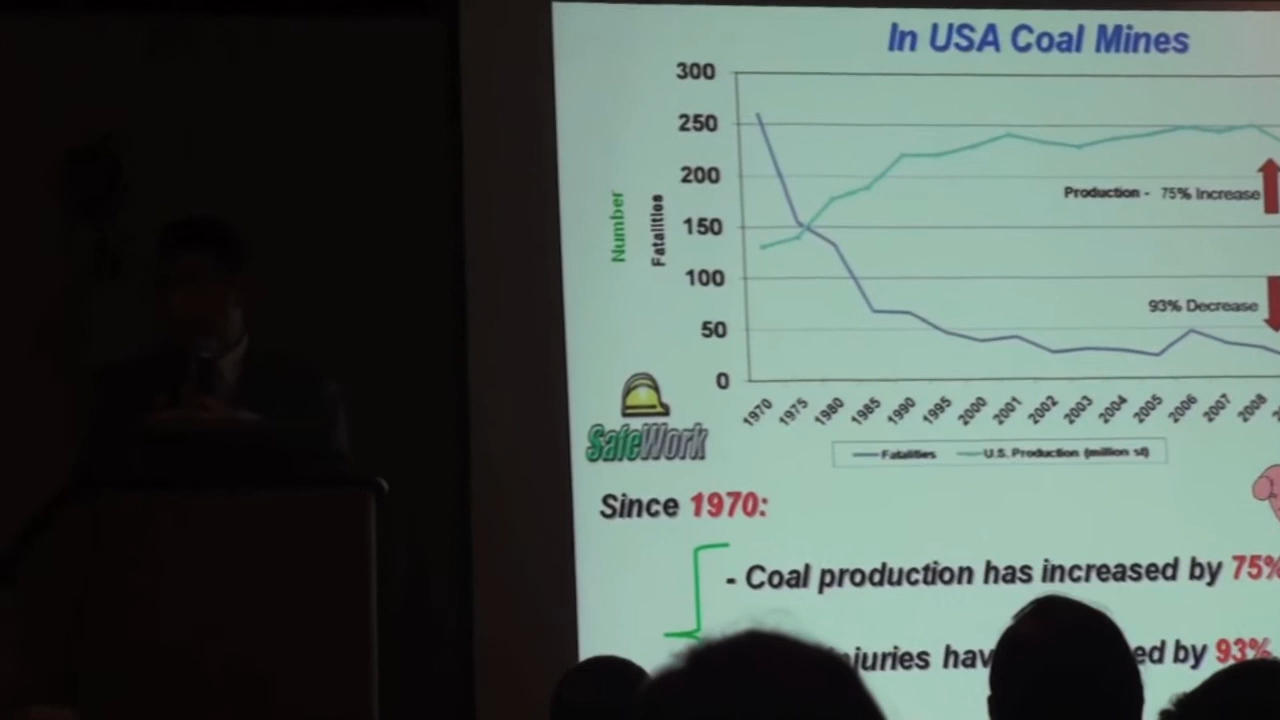 In USA Coal Mines
300
250
200
150
100
50
0
Number
Fatalities
Production - 75% Increase
93% Decrease
1970 1975 1980 1985 1990 1995 2000 2001 2002 2003 2004 2005 2006 2007 2008
Fatalities U.S. Production (million st)
SafeWork
Since 1970:
- Coal production has increased by 75%
by 93%